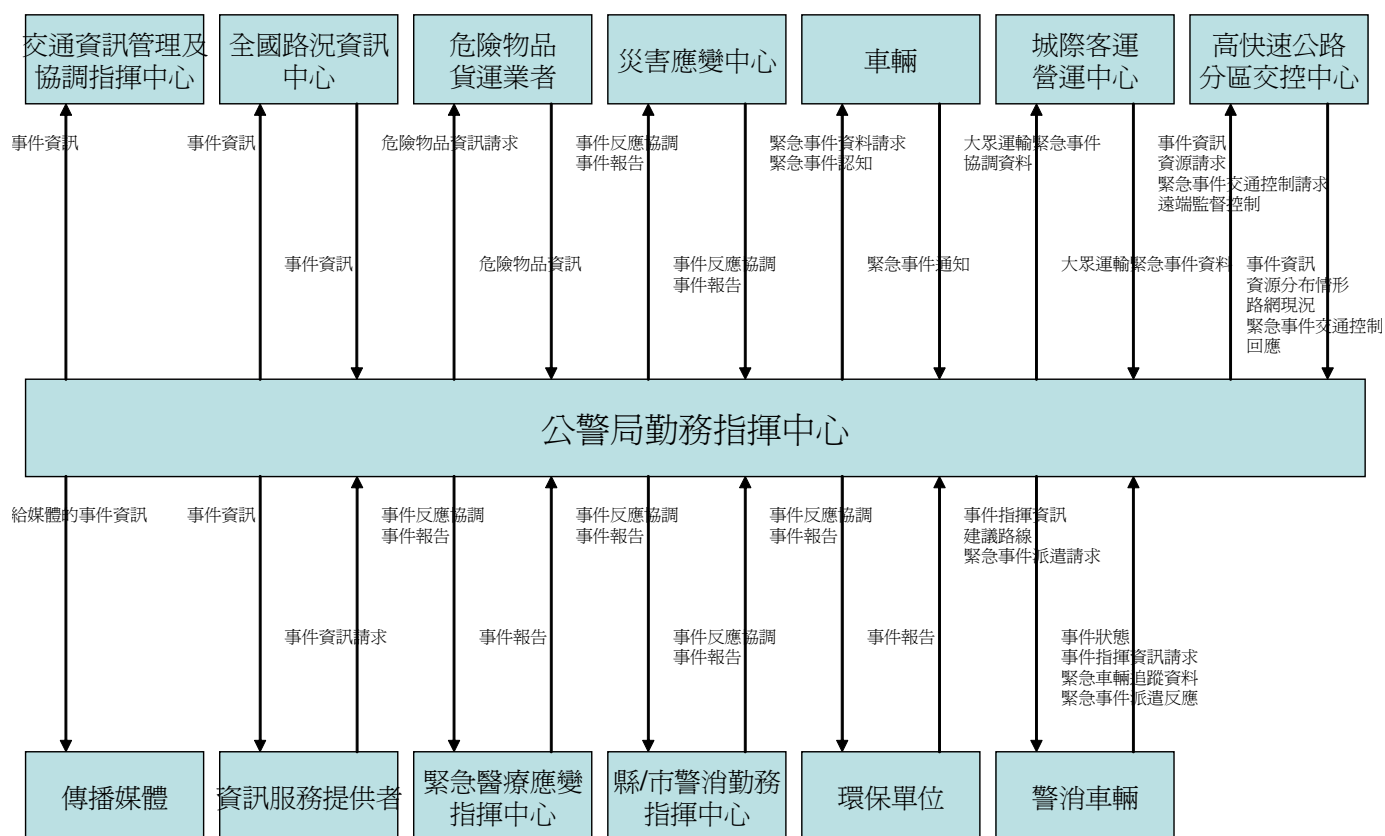 交通資訊管理及
協調指揮中心
全國路況資訊
中心
危險物品
貨運業者
災害應變中心
車輛
城際客運
營運中心
高快速公路
分區交控中心
事件資訊
事件資訊
危險物品資訊請求
事件反應協調
事件報告
緊急事件資料請求
緊急事件認知
大眾運輸緊急事件
協調資料
事件資訊
資源請求
緊急事件交通控制請求
遠端監督控制
事件資訊
危險物品資訊
事件反應協調
事件報告
緊急事件通知
大眾運輸緊急事件資料
事件資訊
資源分布情形
路網現況
緊急事件交通控制
回應
公警局勤務指揮中心
給媒體的事件資訊
事件資訊
事件反應協調
事件報告
事件反應協調
事件報告
事件反應協調
事件報告
事件指揮資訊
建議路線
緊急事件派遣請求
事件資訊請求
事件報告
事件反應協調
事件報告
事件報告
事件狀態
事件指揮資訊請求
緊急車輛追蹤資料
緊急事件派遣反應
傳播媒體
資訊服務提供者
緊急醫療應變
指揮中心
縣/市警消勤務
指揮中心
環保單位
警消車輛